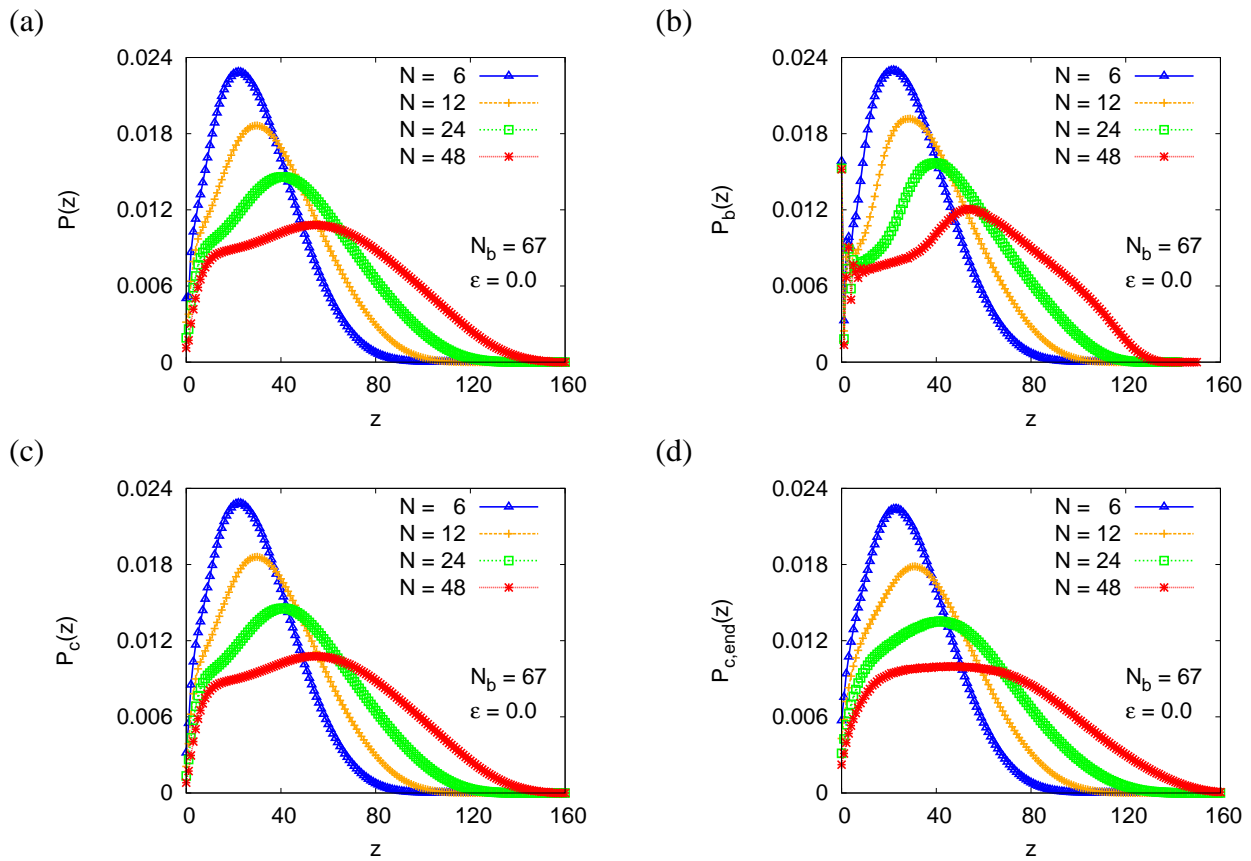 (a)
P(z)
0.024
0.018
0.012
0.006
0
0 40 80 120 160
z
N = 6
N = 12
N = 24
N = 48
N_b = 67
ε = 0.0
(b)
P_b(z)
0.024
0.018
0.012
0.006
0
0 40 80 120 160
z
N = 6
N = 12
N = 24
N = 48
N_b = 67
ε = 0.0
(c)
P_c(z)
0.024
0.018
0.012
0.006
0
0 40 80 120 160
z
N = 6
N = 12
N = 24
N = 48
N_b = 67
ε = 0.0
(d)
P_{c,end}(z)
0.024
0.018
0.012
0.006
0
0 40 80 120 160
z
N = 6
N = 12
N = 24
N = 48
N_b = 67
ε = 0.0